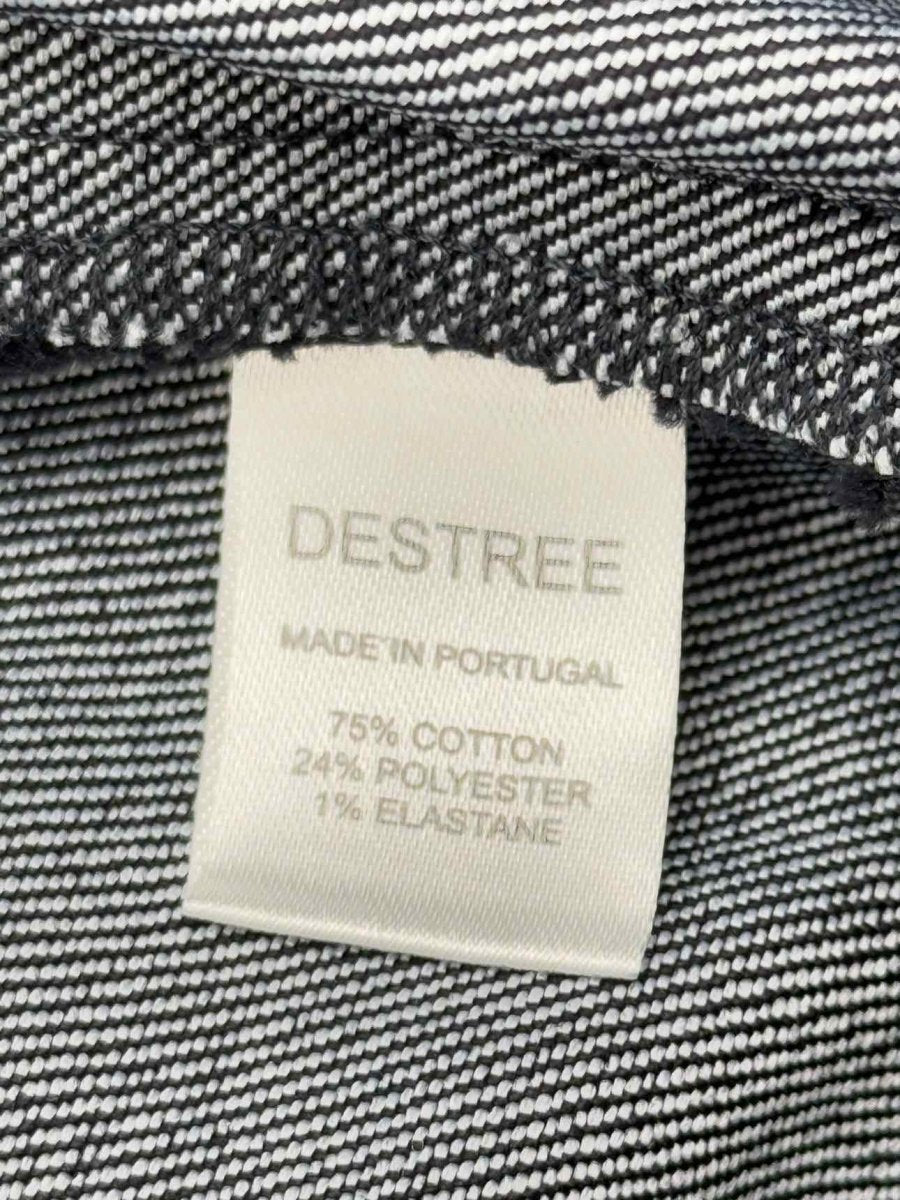 DESTREE
MADE IN PORTUGAL
75% COTTON
24% POLYESTER
1% ELASTANE